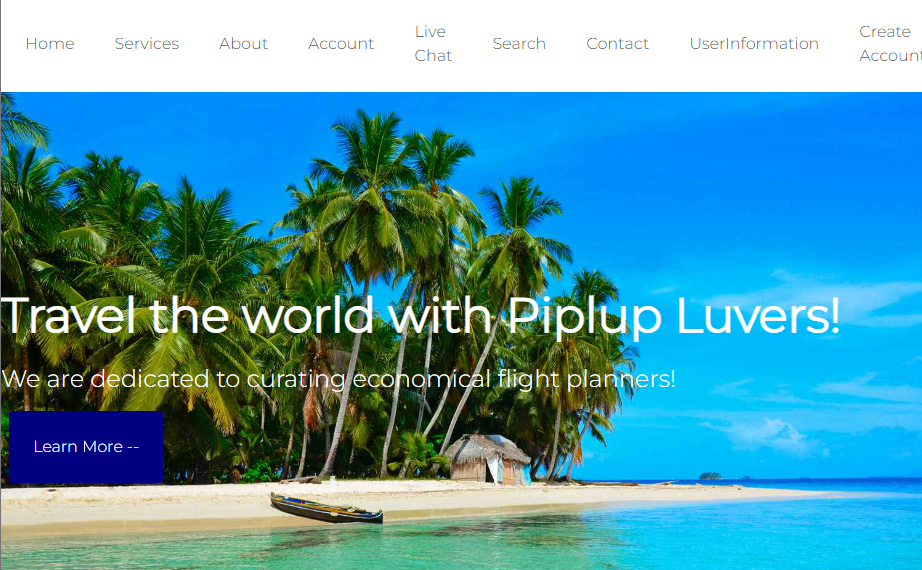 Home Services About Account Live Chat Search Contact UserInformation Create Account
Travel the world with Piplup Luvers!
We are dedicated to curating economical flight planners!
Learn More --